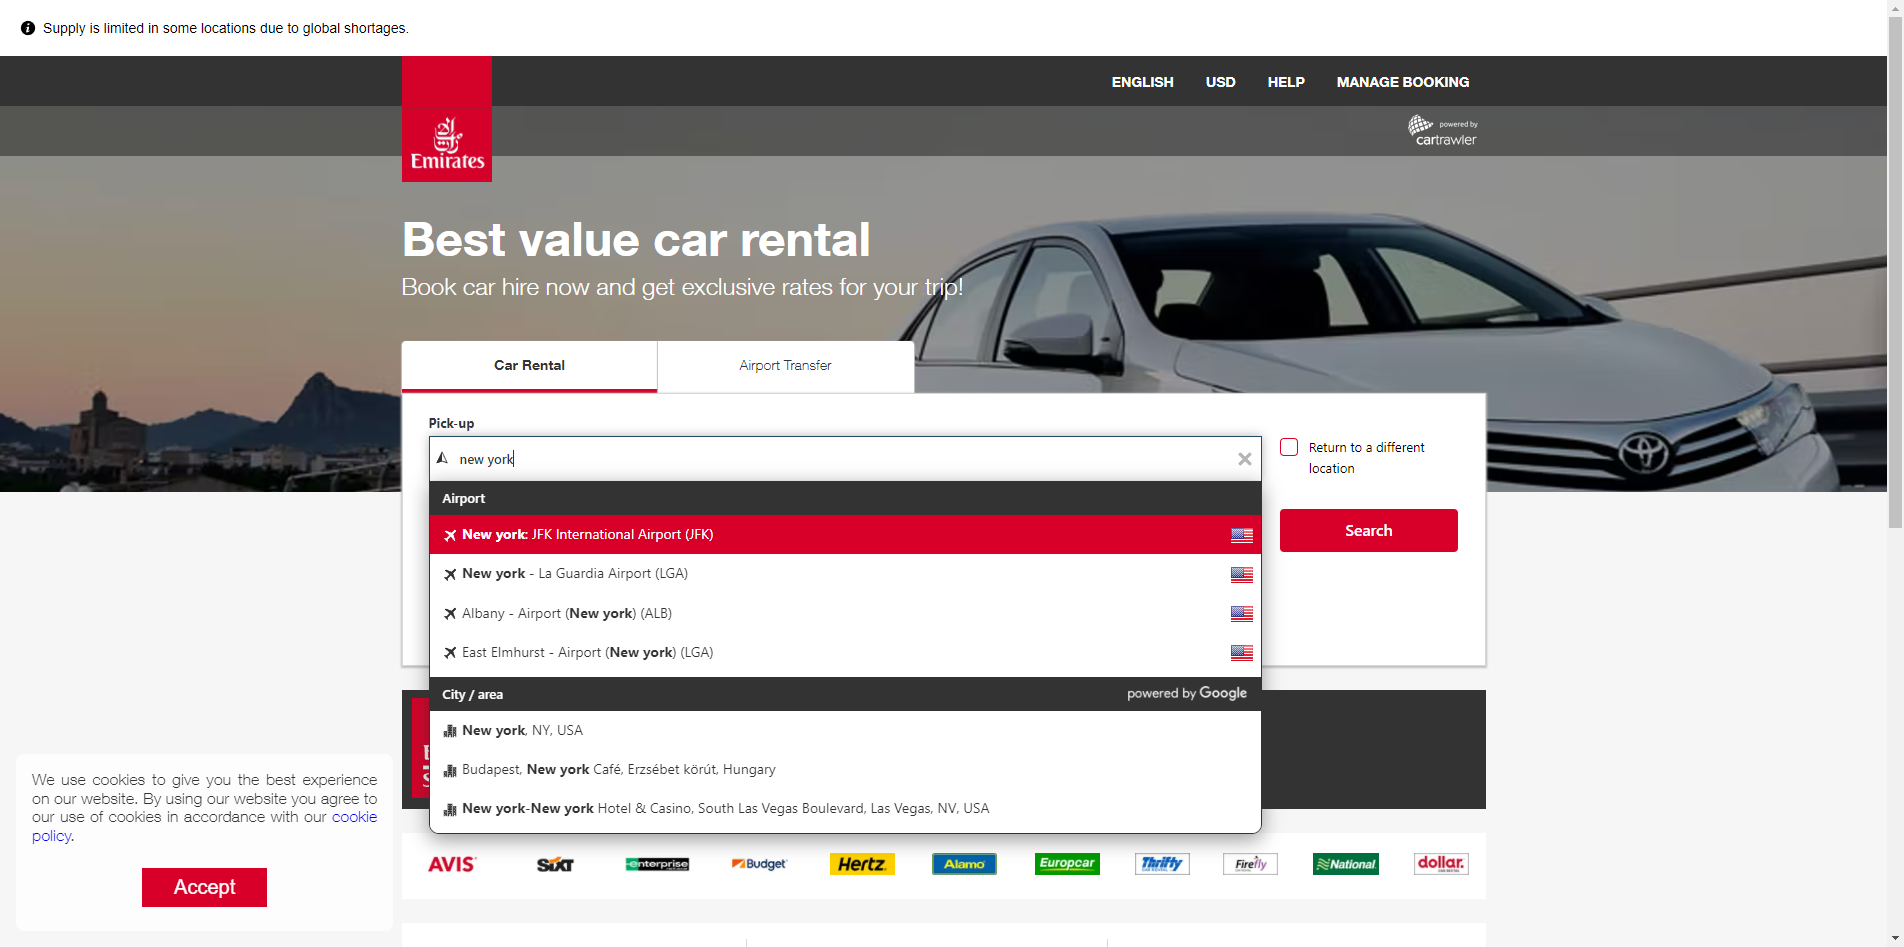 Supply is limited in some locations due to global shortages.
ENGLISH USD HELP MANAGE BOOKING
powered by
cartrawler
Emirates
Best value car rental
Book car hire now and get exclusive rates for your trip!
Car Rental Airport Transfer
Pick-up
new york
Return to a different
location
Search
Airport
New york: JFK International Airport (JFK)
New york - La Guardia Airport (LGA)
Albany - Airport (New york) (ALB)
East Elmhurst - Airport (New york) (LGA)
City / area powered by Google
New york, NY, USA
Budapest, New york Café, Erzsébet körút, Hungary
New york-New york Hotel & Casino, South Las Vegas Boulevard, Las Vegas, NV, USA
We use cookies to give you the best experience
on our website. By using our website you agree to
our use of cookies in accordance with our cookie
policy.
Accept
AVIS SIXT enterprise Budget Hertz Alamo Europcar Thrifty Firefly National dollar.